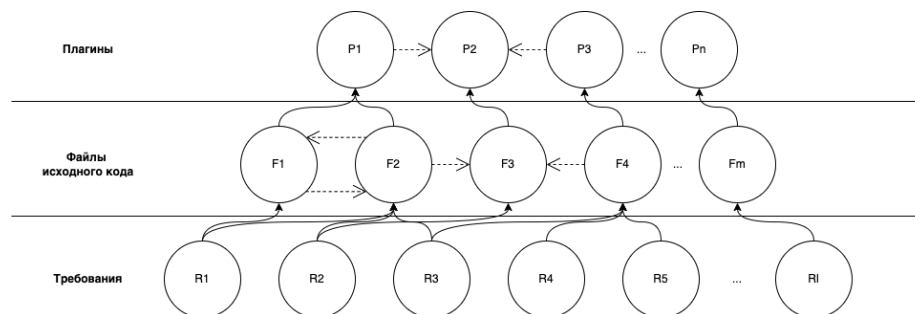 Плагины
P1
P2
P3
...
Pn
Файлы
исходного кода
F1
F2
F3
F4
...
Fm
Требования
R1
R2
R3
R4
R5
...
Rl